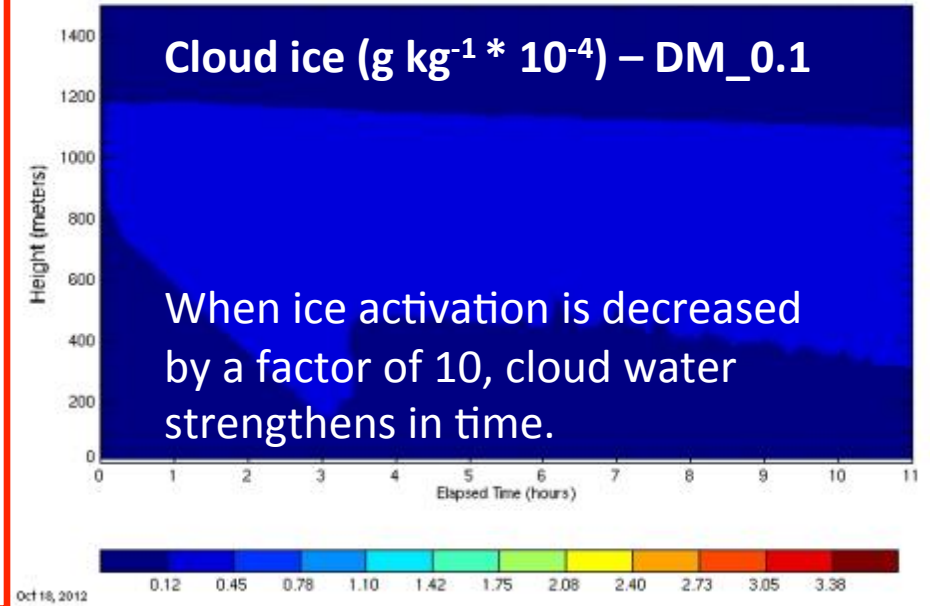 Cloud ice (g kg-1 * 10-4) – DM_0.1
When ice activation is decreased
by a factor of 10, cloud water
strengthens in time.
Height (meters)
1400
1200
1000
800
600
400
200
0
0 1 2 3 4 5 6 7 8 9 10 11
Elapsed Time (hours)
0.12 0.45 0.78 1.10 1.42 1.75 2.08 2.40 2.73 3.05 3.38
Oct 18, 2012